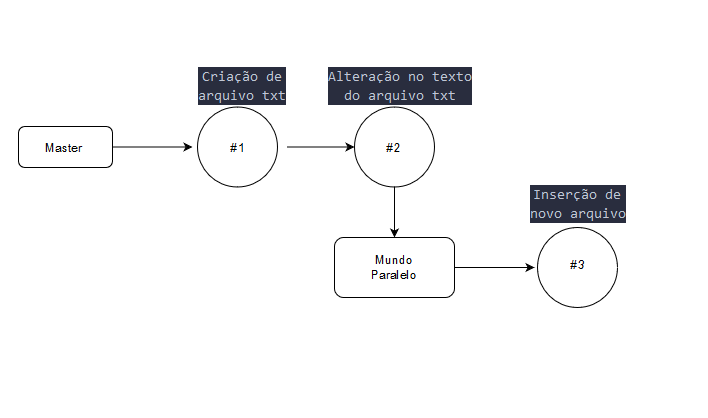 Criação de
arquivo txt
Alteração no texto
do arquivo txt
Master
#1
#2
Inserção de
novo arquivo
Mundo
Paralelo
#3